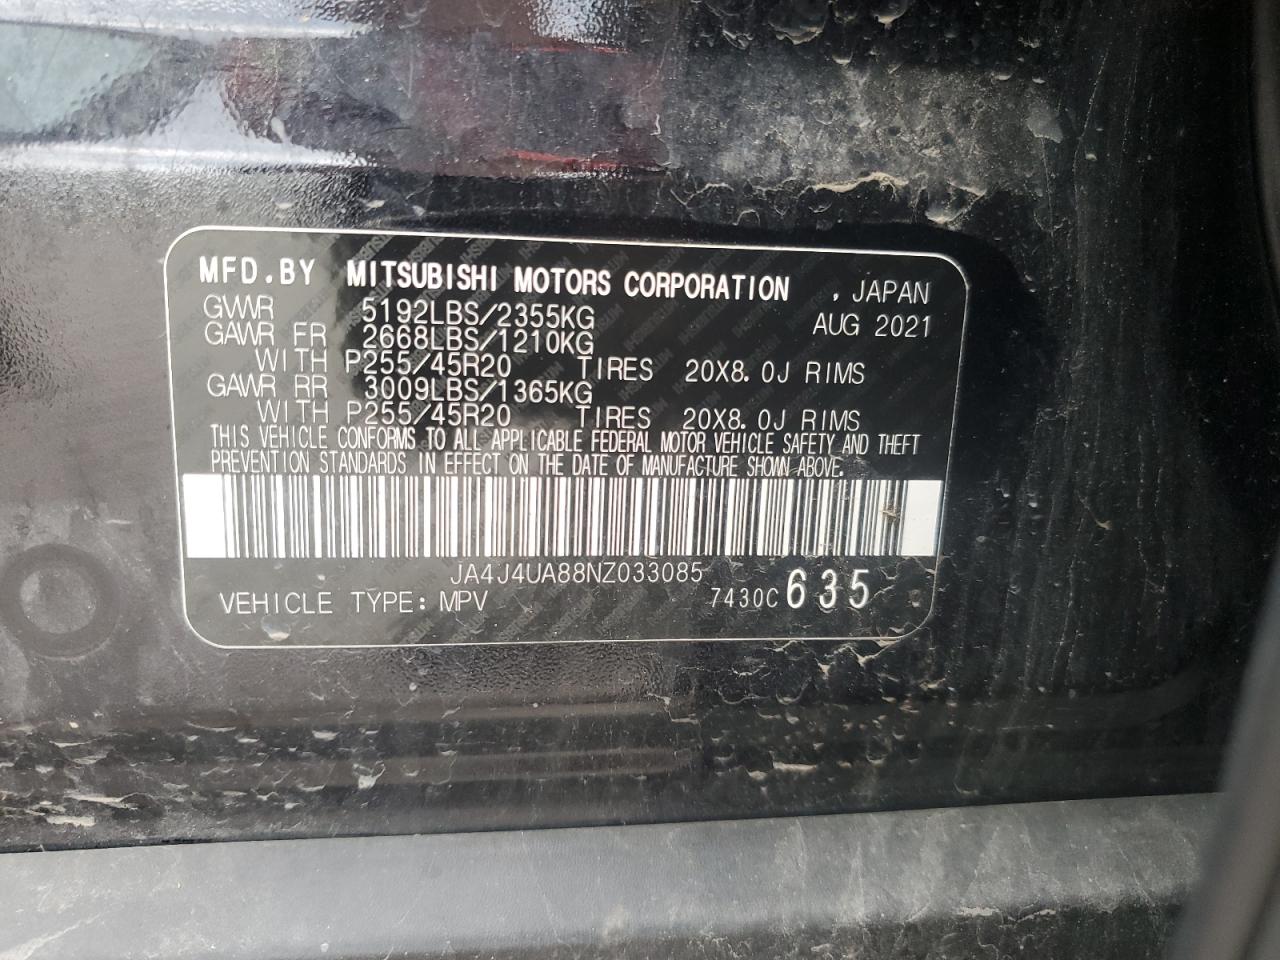 MFD.BY MITSUBISHI MOTORS CORPORATION , JAPAN
GVWR 5192LBS/2355KG AUG 2021
GAWR FR 2668LBS/1210KG
WITH P255/45R20 TIRES 20X8.0J RIMS
GAWR RR 3009LBS/1365KG
WITH P255/45R20 TIRES 20X8.0J RIMS
THIS VEHICLE CONFORMS TO ALL APPLICABLE FEDERAL MOTOR VEHICLE SAFETY AND THEFT
PREVENTION STANDARDS IN EFFECT ON THE DATE OF MANUFACTURE SHOWN ABOVE.
JA4J4UA88NZ033085
VEHICLE TYPE: MPV 7430C 635